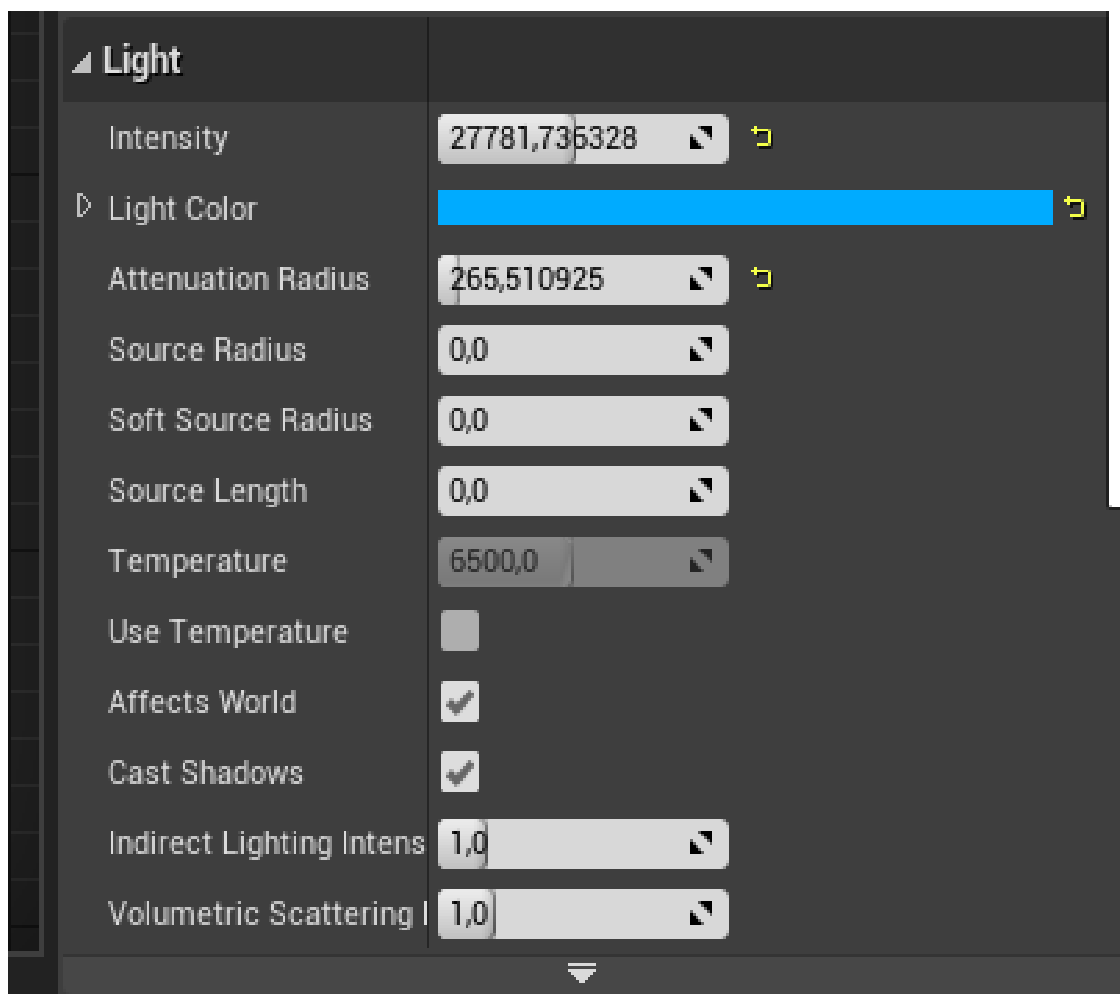 Light
Intensity 27781,736328
Light Color
Attenuation Radius 265,510925
Source Radius 0,0
Soft Source Radius 0,0
Source Length 0,0
Temperature 6500,0
Use Temperature
Affects World
Cast Shadows
Indirect Lighting Intens 1,0
Volumetric Scattering I 1,0